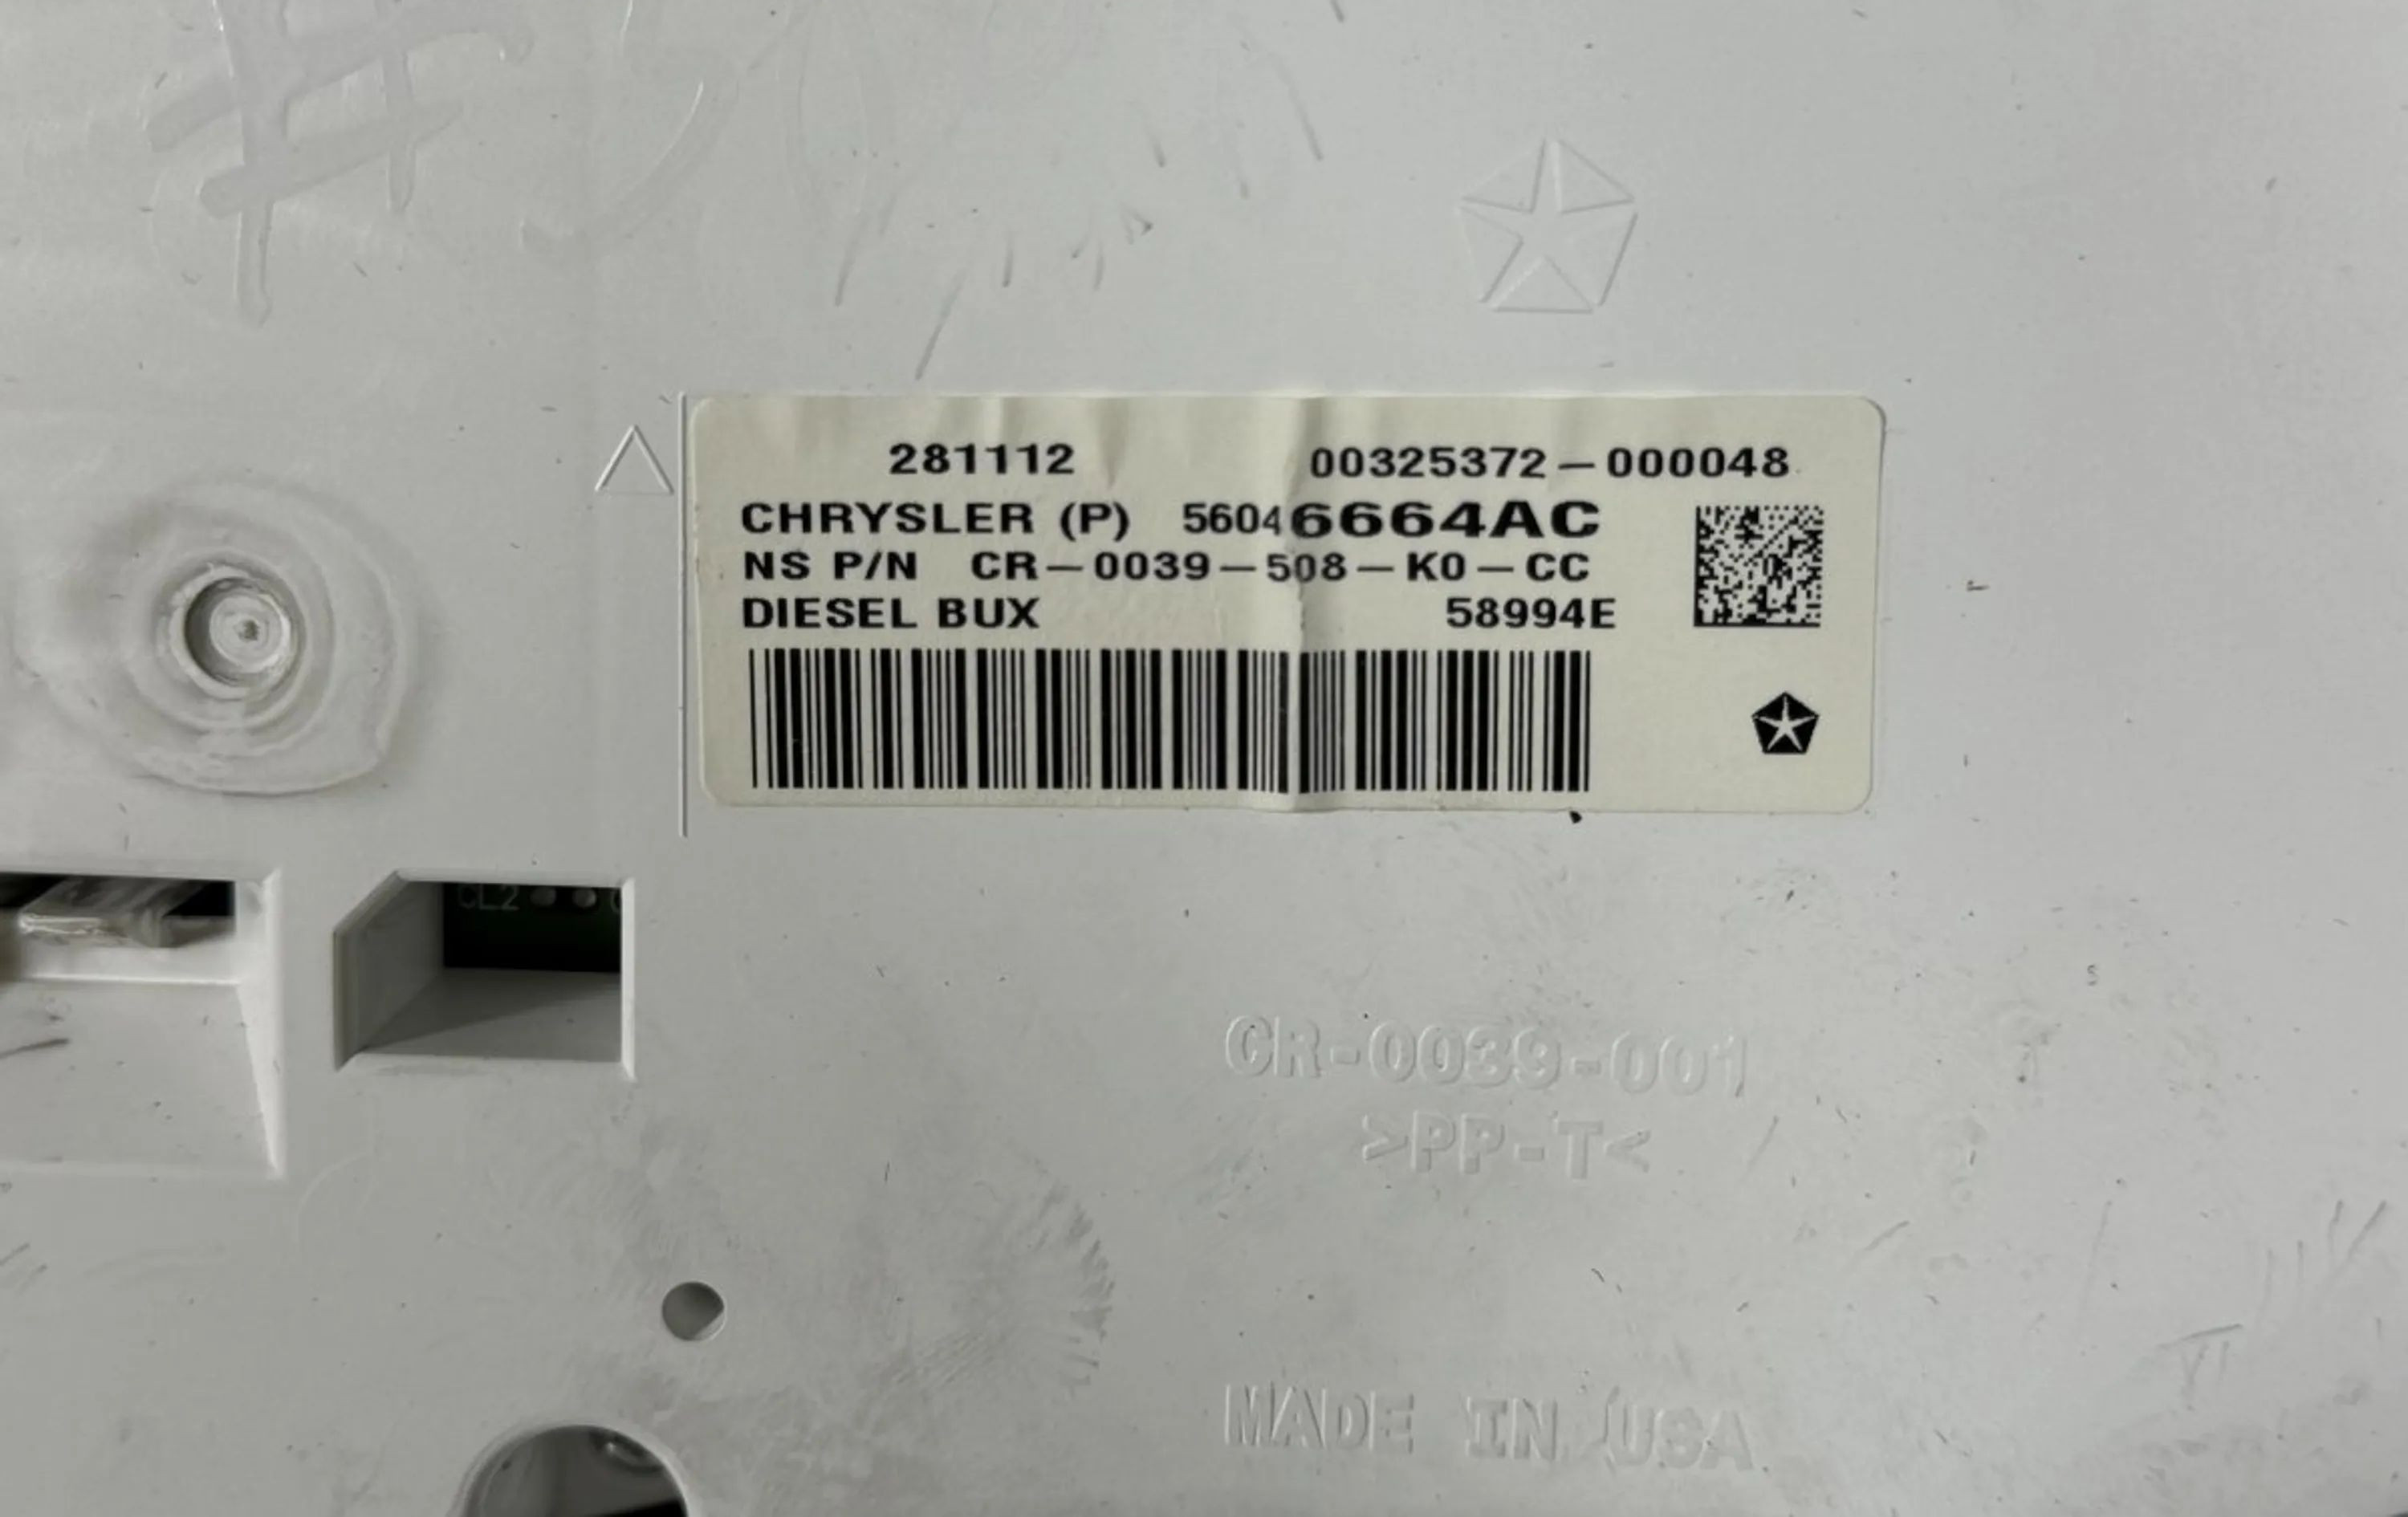 281112 00325372-000048
CHRYSLER (P) 56046664AC
NS P/N CR-0039-508-K0-CC
DIESEL BUX 58994E
CL2
CR-0039-001
>PP-T<
MADE IN USA